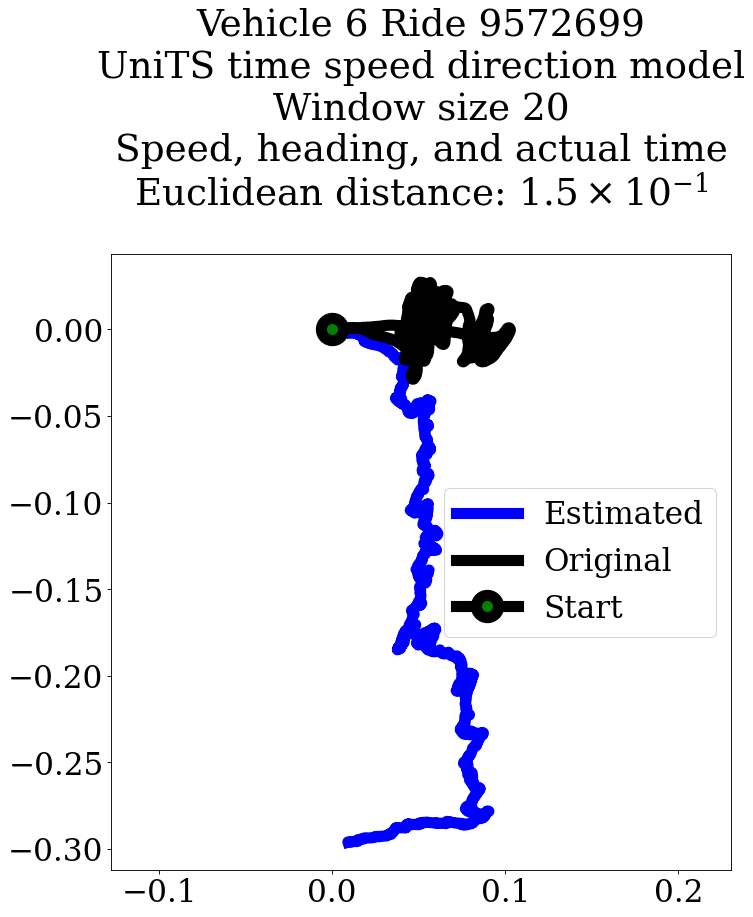 Vehicle 6 Ride 9572699
UniTS time speed direction model
Window size 20
Speed, heading, and actual time
Euclidean distance: 1.5 × 10⁻¹
0.00
−0.05
−0.10
−0.15
−0.20
−0.25
−0.30
Estimated
Original
Start
−0.1 0.0 0.1 0.2